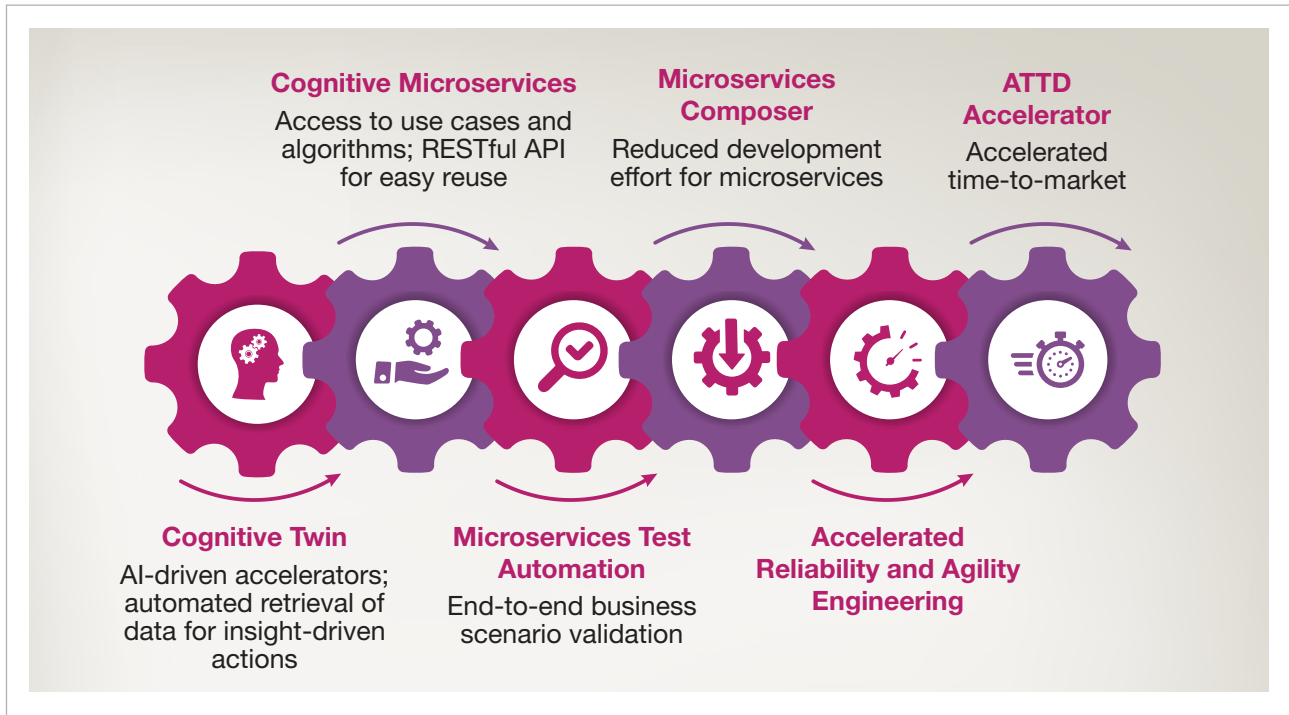 Cognitive Microservices
Access to use cases and
algorithms; RESTful API
for easy reuse
Microservices
Composer
Reduced development
effort for microservices
ATTD
Accelerator
Accelerated
time-to-market
Cognitive Twin
AI-driven accelerators;
automated retrieval of
data for insight-driven
actions
Microservices Test
Automation
End-to-end business
scenario validation
Accelerated
Reliability and Agility
Engineering